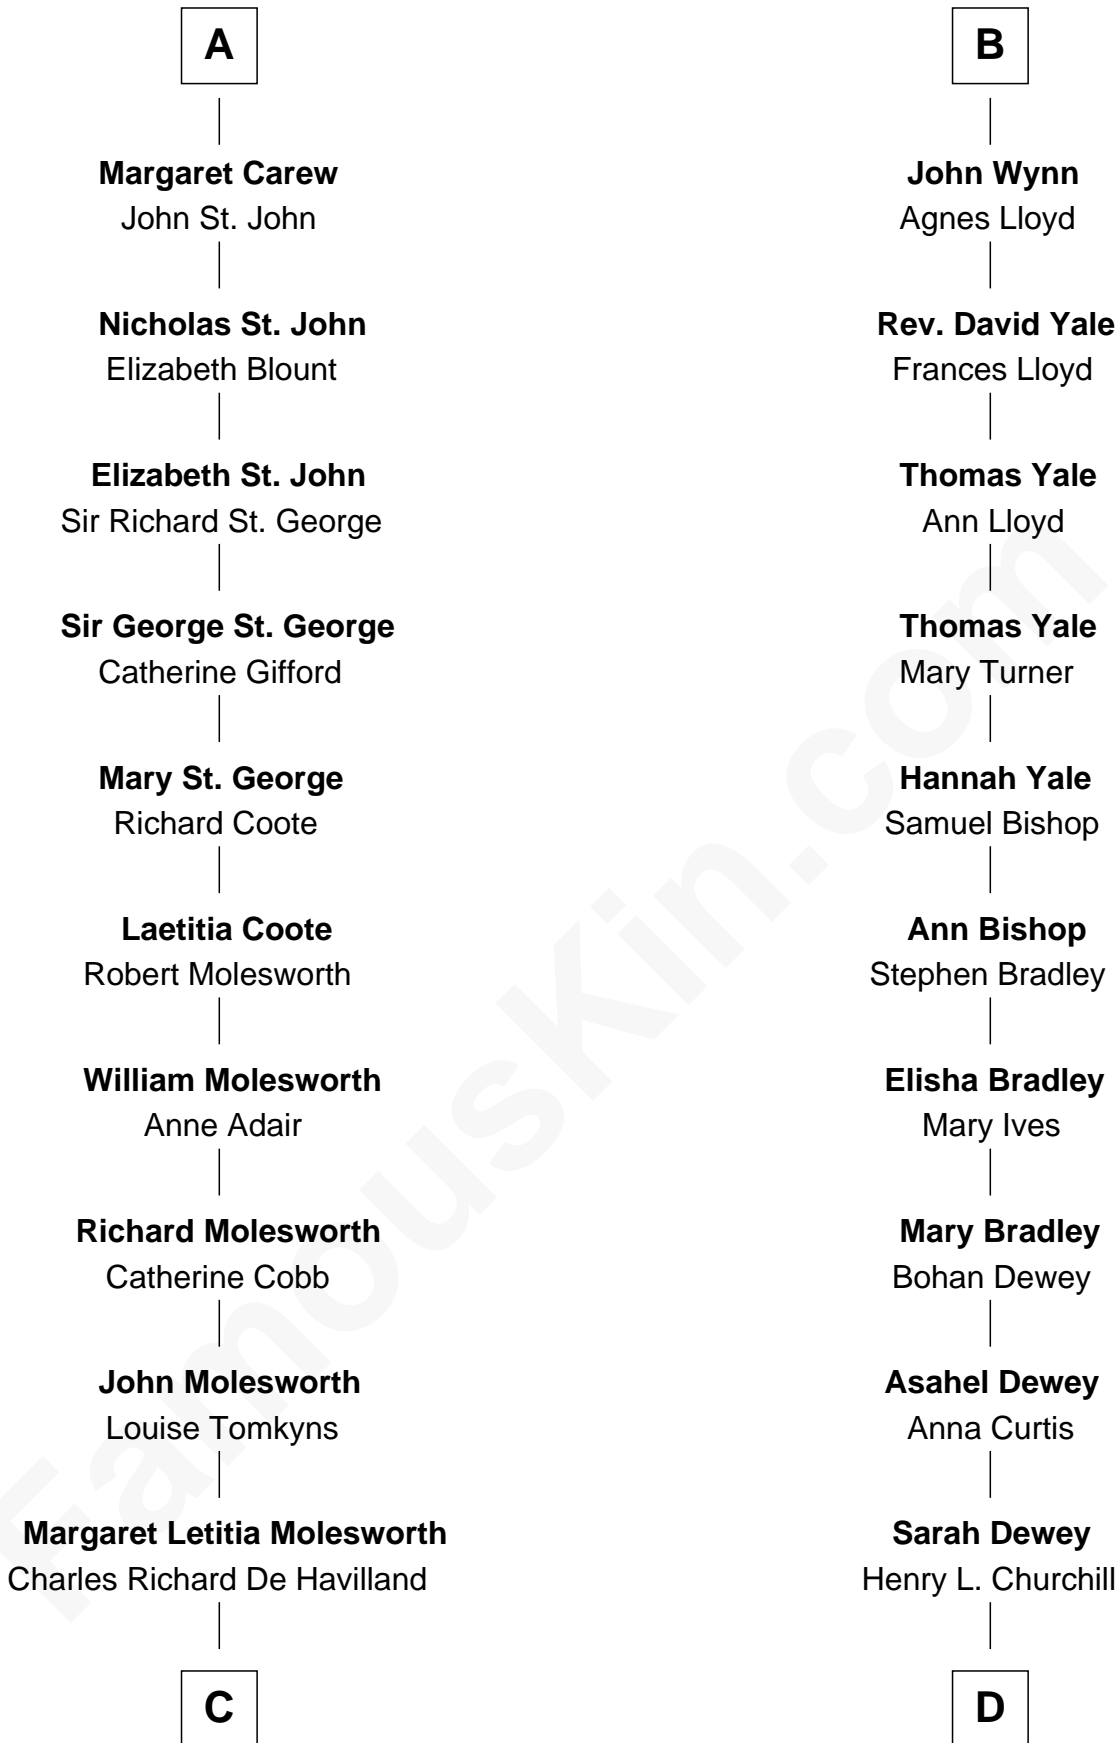 A
Margaret Carew
John St. John
Nicholas St. John
Elizabeth Blount
Elizabeth St. John
Sir Richard St. George
Sir George St. George
Catherine Gifford
Mary St. George
Richard Coote
Laetitia Coote
Robert Molesworth
William Molesworth
Anne Adair
Richard Molesworth
Catherine Cobb
John Molesworth
Louise Tomkyns
Margaret Letitia Molesworth
Charles Richard De Havilland
C
B
John Wynn
Agnes Lloyd
Rev. David Yale
Frances Lloyd
Thomas Yale
Ann Lloyd
Thomas Yale
Mary Turner
Hannah Yale
Samuel Bishop
Ann Bishop
Stephen Bradley
Elisha Bradley
Mary Ives
Mary Bradley
Bohan Dewey
Asahel Dewey
Anna Curtis
Sarah Dewey
Henry L. Churchill
D
FamousKin.com